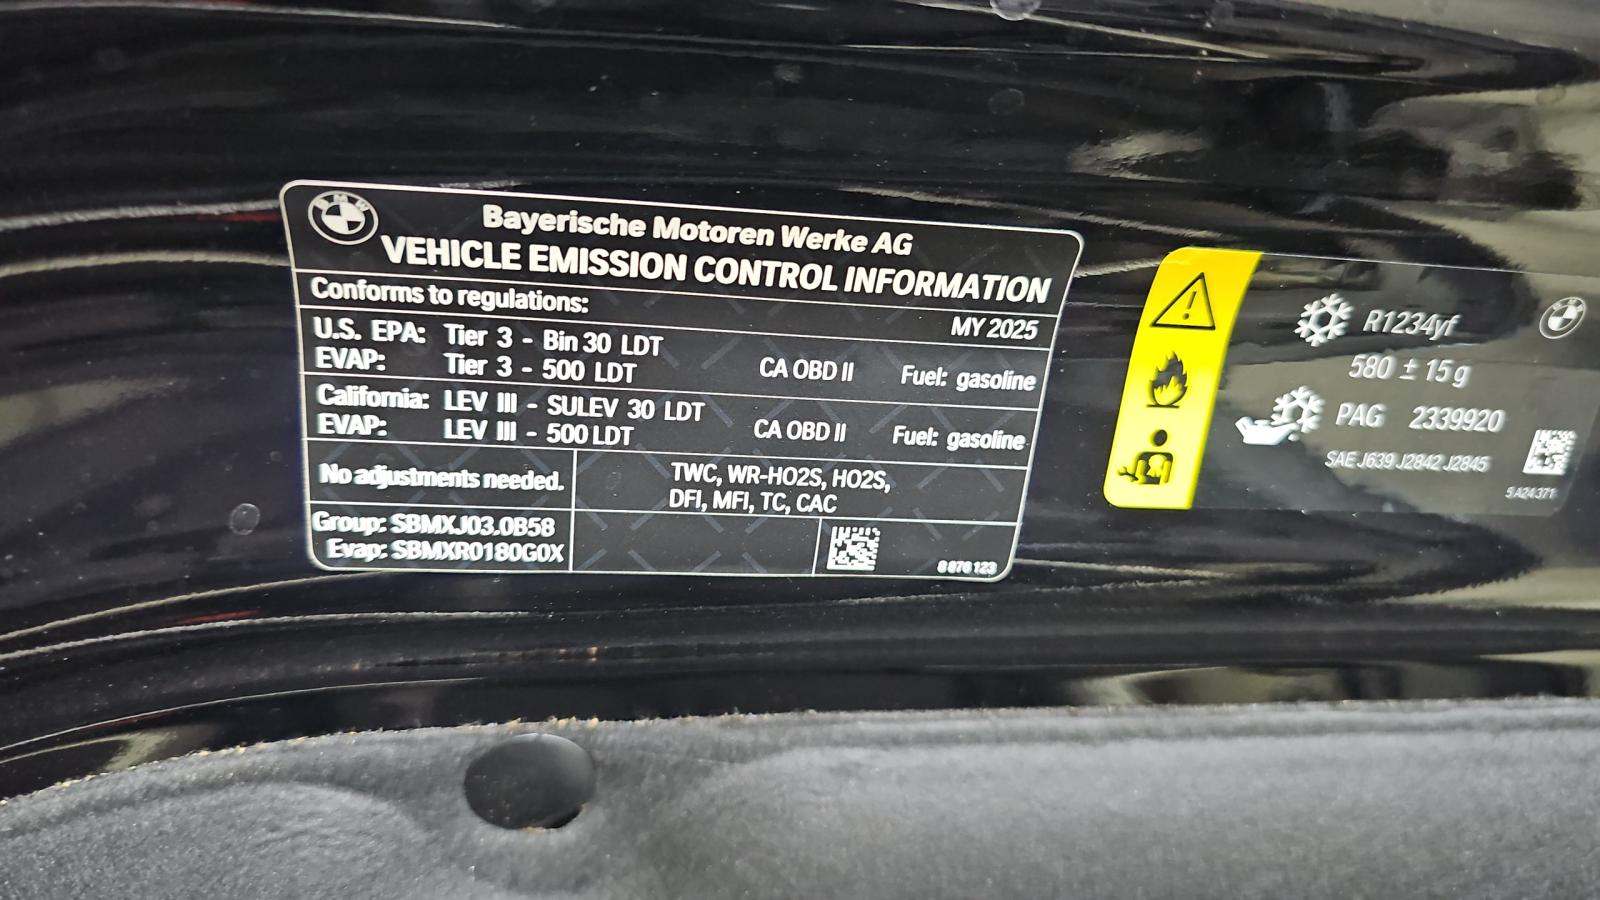 BMW
Bayerische Motoren Werke AG
VEHICLE EMISSION CONTROL INFORMATION
Conforms to regulations:
MY 2025
U.S. EPA: Tier 3 - Bin 30 LDT
EVAP: Tier 3 - 500 LDT
CA OBD II
Fuel: gasoline
California: LEV III - SULEV 30 LDT
EVAP: LEV III - 500 LDT
CA OBD II
Fuel: gasoline
No adjustments needed.
TWC, WR-HO2S, HO2S,
DFI, MFI, TC, CAC
Group: SBMXJ03.0B58
Evap: SBMXR0180G0X
R1234yf
580 ± 15 g
PAG 2339920
SAE J639 J2842 J2845
5A24371